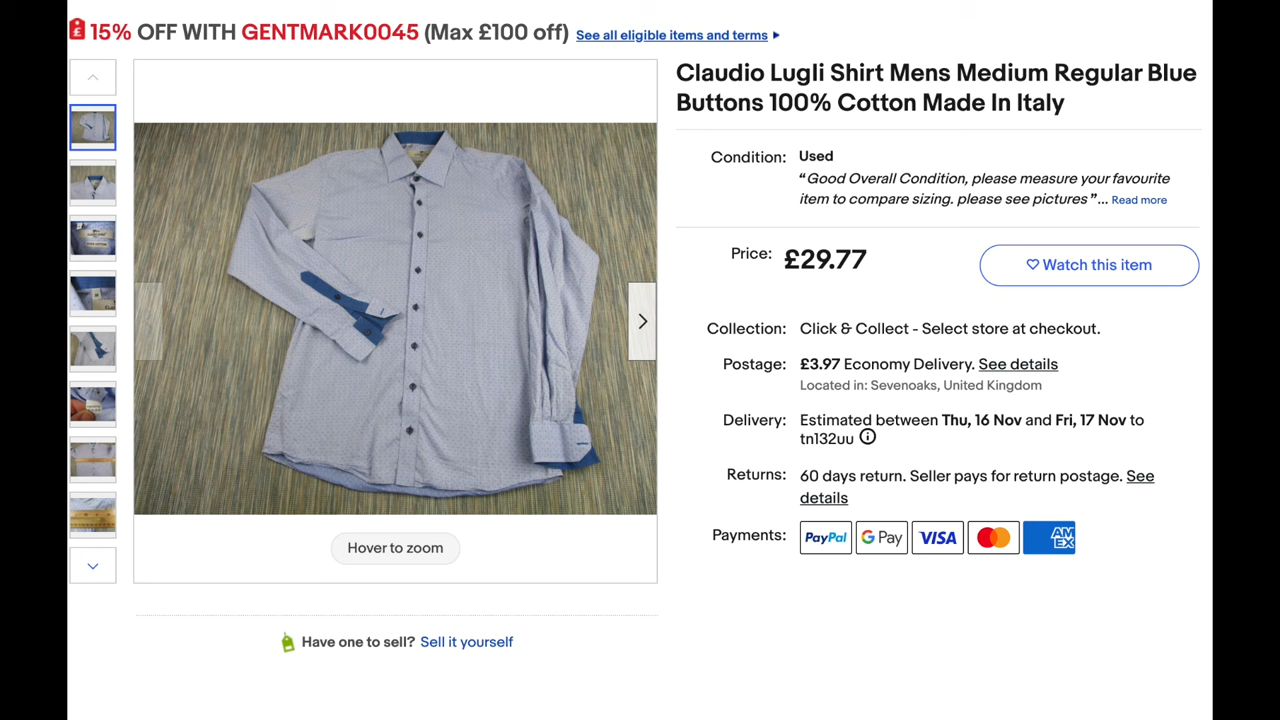 15% OFF WITH GENTMARK0045 (Max £100 off) See all eligible items and terms
Claudio Lugli Shirt Mens Medium Regular Blue
Buttons 100% Cotton Made In Italy
Condition: Used
“Good Overall Condition, please measure your favourite
item to compare sizing. please see pictures”... Read more
Price: £29.77
Watch this item
Collection: Click & Collect - Select store at checkout.
Postage: £3.97 Economy Delivery. See details
Located in: Sevenoaks, United Kingdom
Delivery: Estimated between Thu, 16 Nov and Fri, 17 Nov to
tn132uu
Returns: 60 days return. Seller pays for return postage. See
details
Payments: PayPal G Pay VISA AM EX
Hover to zoom
Have one to sell? Sell it yourself